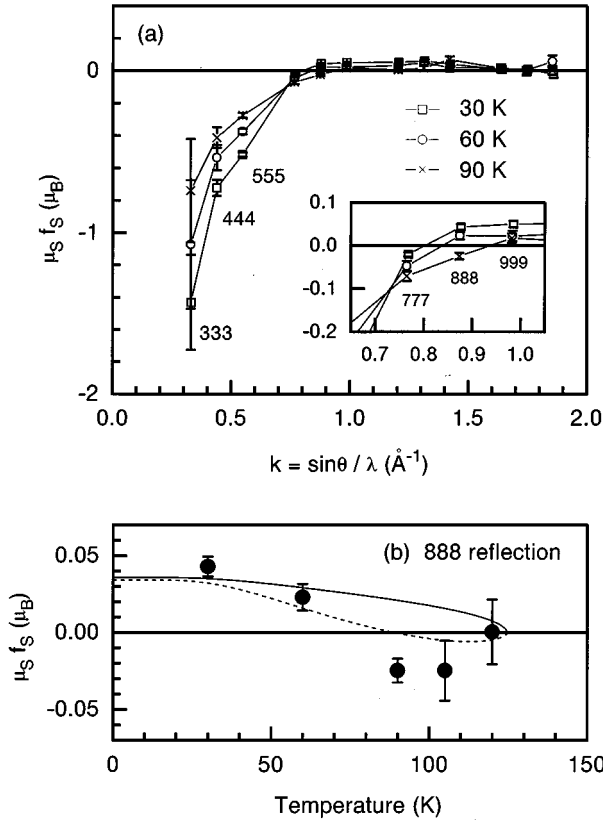 (a)
0
-1
-2
μS fS (μB)
30 K
60 K
90 K
555
444
333
0.1
0.0
-0.1
-0.2
777
888
999
0.7 0.8 0.9 1.0
0.0 0.5 1.0 1.5 2.0
k = sinθ / λ (Å-1)
(b) 888 reflection
0.05
0.00
-0.05
μS fS (μB)
0 50 100 150
Temperature (K)